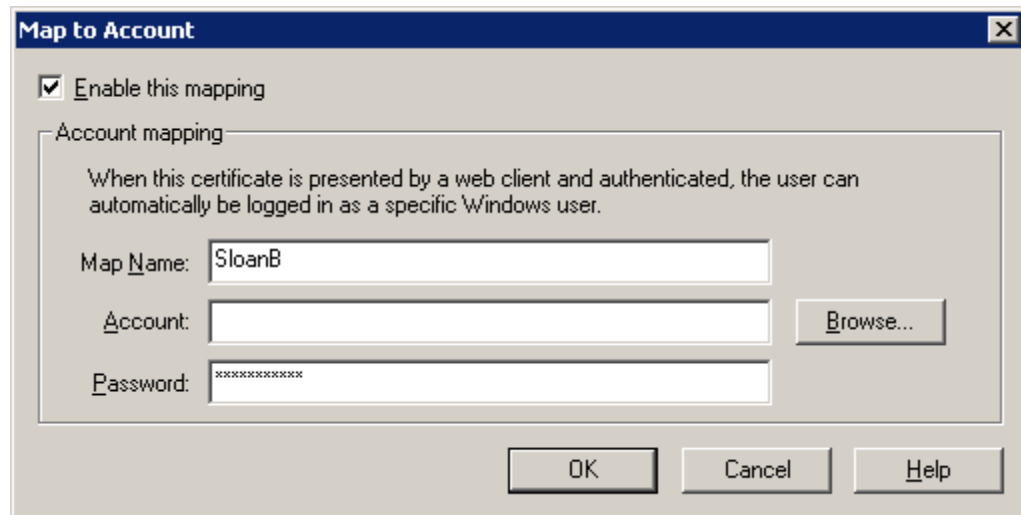 Map to Account
Enable this mapping
Account mapping
When this certificate is presented by a web client and authenticated, the user can
automatically be logged in as a specific Windows user.
Map Name: SloanB
Account: Browse...
Password: xxxxxxxxxxx
OK Cancel Help